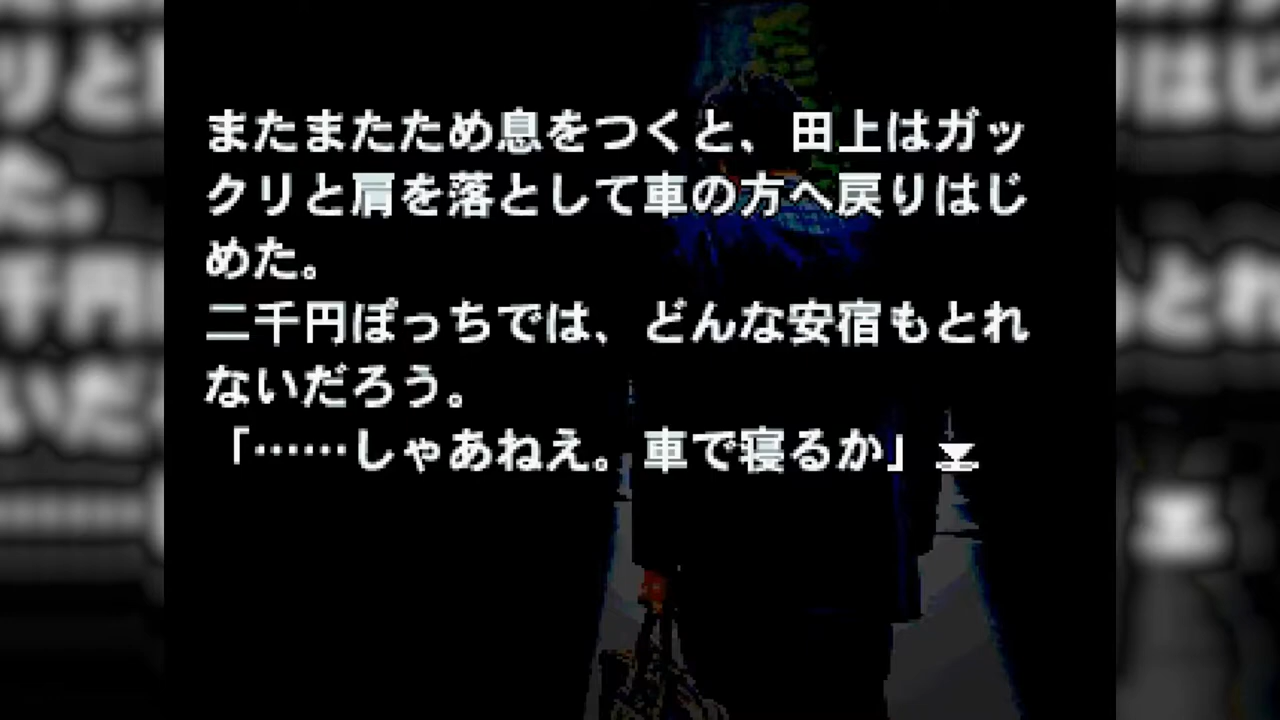 またまたため息をつくと、田上はガッ
クリと肩を落として車の方へ戻りはじ
めた。
二千円ぽっちでは、どんな安宿もとれ
ないだろう。
「……しゃあねえ。車で寝るか」